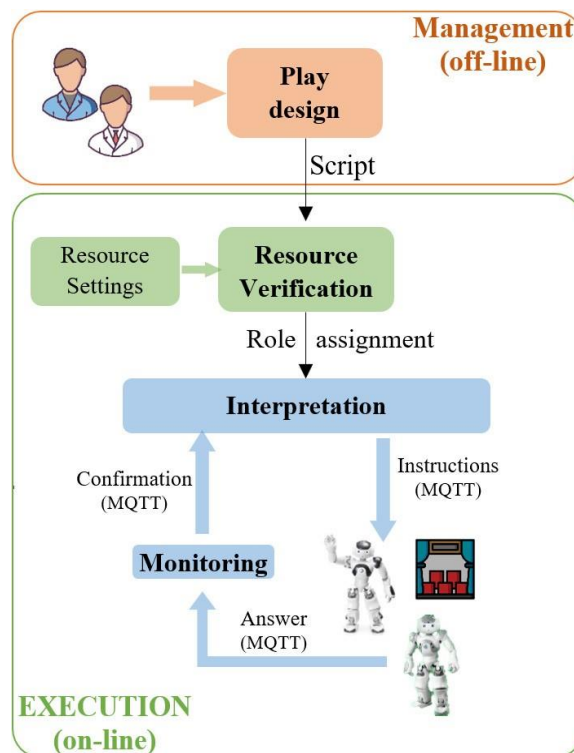 Management
(off-line)
Play
design
Script
Resource
Settings
Resource
Verification
Role assignment
Interpretation
Confirmation
(MQTT)
Instructions
(MQTT)
Monitoring
Answer
(MQTT)
EXECUTION
(on-line)